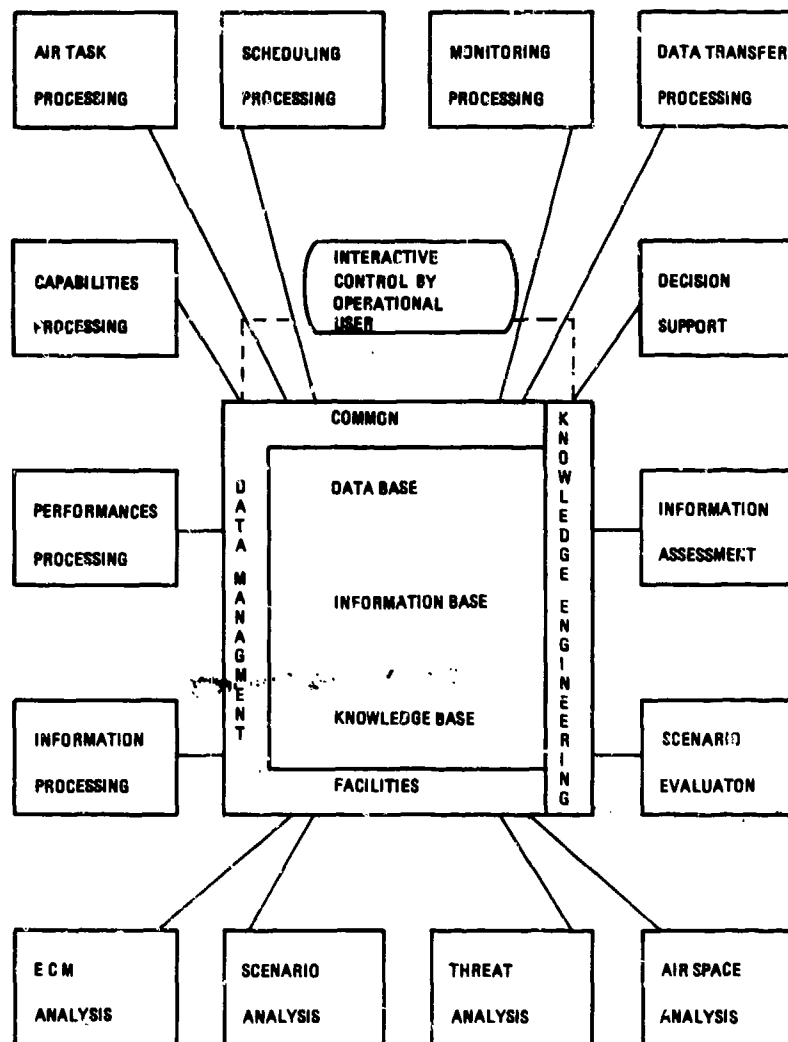 AIR TASK
PROCESSING
SCHEDULING
PROCESSING
MONITORING
PROCESSING
DATA TRANSFER
PROCESSING
CAPABILITIES
PROCESSING
INTERACTIVE
CONTROL BY
OPERATIONAL
USER
DECISION
SUPPORT
COMMON
DATA MANAGMENT
KNOWLEDGE ENGINEERING
DATA BASE
INFORMATION BASE
KNOWLEDGE BASE
FACILITIES
PERFORMANCES
PROCESSING
INFORMATION
ASSESSMENT
INFORMATION
PROCESSING
SCENARIO
EVALUATON
E C M
ANALYSIS
SCENARIO
ANALYSIS
THREAT
ANALYSIS
AIR SPACE
ANALYSIS